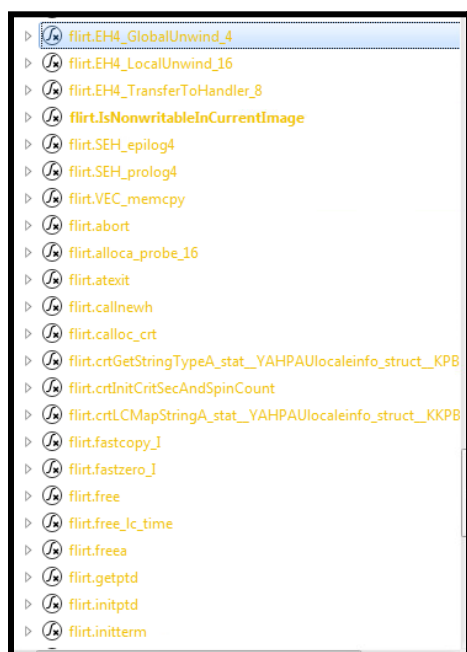 flirt.EH4_GlobalUnwind_4
flirt.EH4_LocalUnwind_16
flirt.EH4_TransferToHandler_8
flirt.IsNonwritableInCurrentImage
flirt.SEH_epilog4
flirt.SEH_prolog4
flirt.VEC_memcpy
flirt.abort
flirt.alloca_probe_16
flirt.atexit
flirt.callnewh
flirt.calloc_crt
flirt.crtGetStringTypeA_stat__YAHPAUlocaleinfo_struct__KPB
flirt.crtInitCritSecAndSpinCount
flirt.crtLCMapStringA_stat__YAHPAUlocaleinfo_struct__KKPB
flirt.fastcopy_I
flirt.fastzero_I
flirt.free
flirt.free_lc_time
flirt.freea
flirt.getptd
flirt.initptd
flirt.initterm